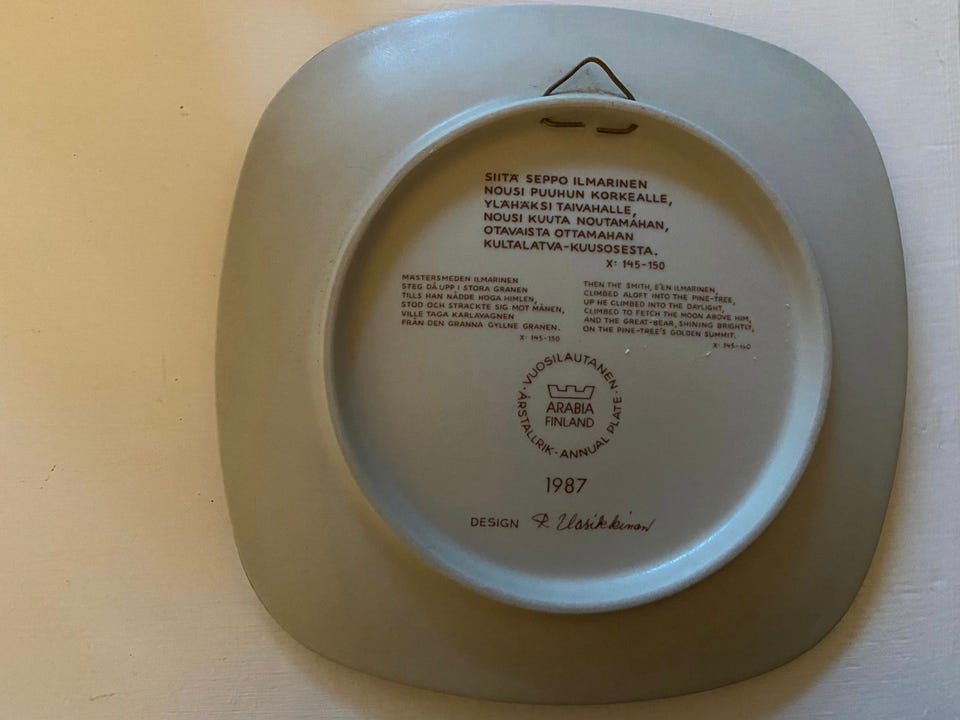 SIITÄ SEPPO ILMARINEN
NOUSI PUUHUN KORKEALLE,
YLÄHÄKSI TAIVAHALLE,
NOUSI KUUTA NOUTAMAHAN,
OTAVAISTA OTTAMAHAN
KULTALATVA-KUUSOSESTA.
X: 145-150
MÄSTERSMEDEN ILMARINEN
STEG DÅ UPP I STORA GRANEN
TILLS HAN NÅDDE HÖGA HIMLEN,
STOD OCH STRÄCKTE SIG MOT MÅNEN,
VILLE TAGA KARLAVAGNEN
FRÅN DEN GRANNA GYLLNE GRANEN.
X: 145-150
THEN THE SMITH, E'EN ILMARINEN,
CLIMBED ALOFT INTO THE PINE-TREE,
UP HE CLIMBED INTO THE DAYLIGHT,
CLIMBED TO FETCH THE MOON ABOVE HIM,
AND THE GREAT-BEAR, SHINING BRIGHTLY,
ON THE PINE-TREE'S GOLDEN SUMMIT.
VUOSILAUTANEN · ANNUAL PLATE · ÅRSTALLRIK ·
ARABIA
FINLAND
1987
DESIGN R. Uosikkinen